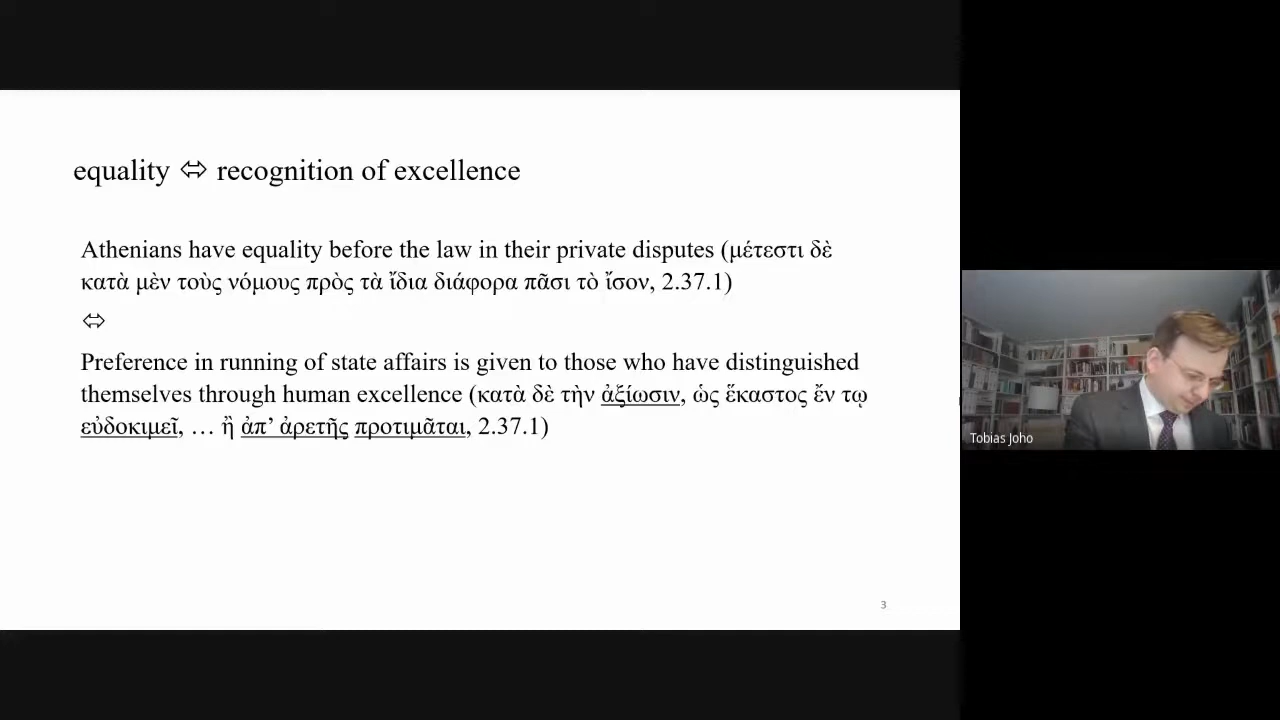 equality ⇔ recognition of excellence
Athenians have equality before the law in their private disputes (μέτεστι δὲ
κατὰ μὲν τοὺς νόμους πρὸς τὰ ἴδια διάφορα πᾶσι τὸ ἴσον, 2.37.1)
⇔
Preference in running of state affairs is given to those who have distinguished
themselves through human excellence (κατὰ δὲ τὴν ἀξίωσιν, ὡς ἕκαστος ἔν τῳ
εὐδοκιμεῖ, … ἢ ἀπ’ ἀρετῆς προτιμᾶται, 2.37.1)
3
Tobias Joho